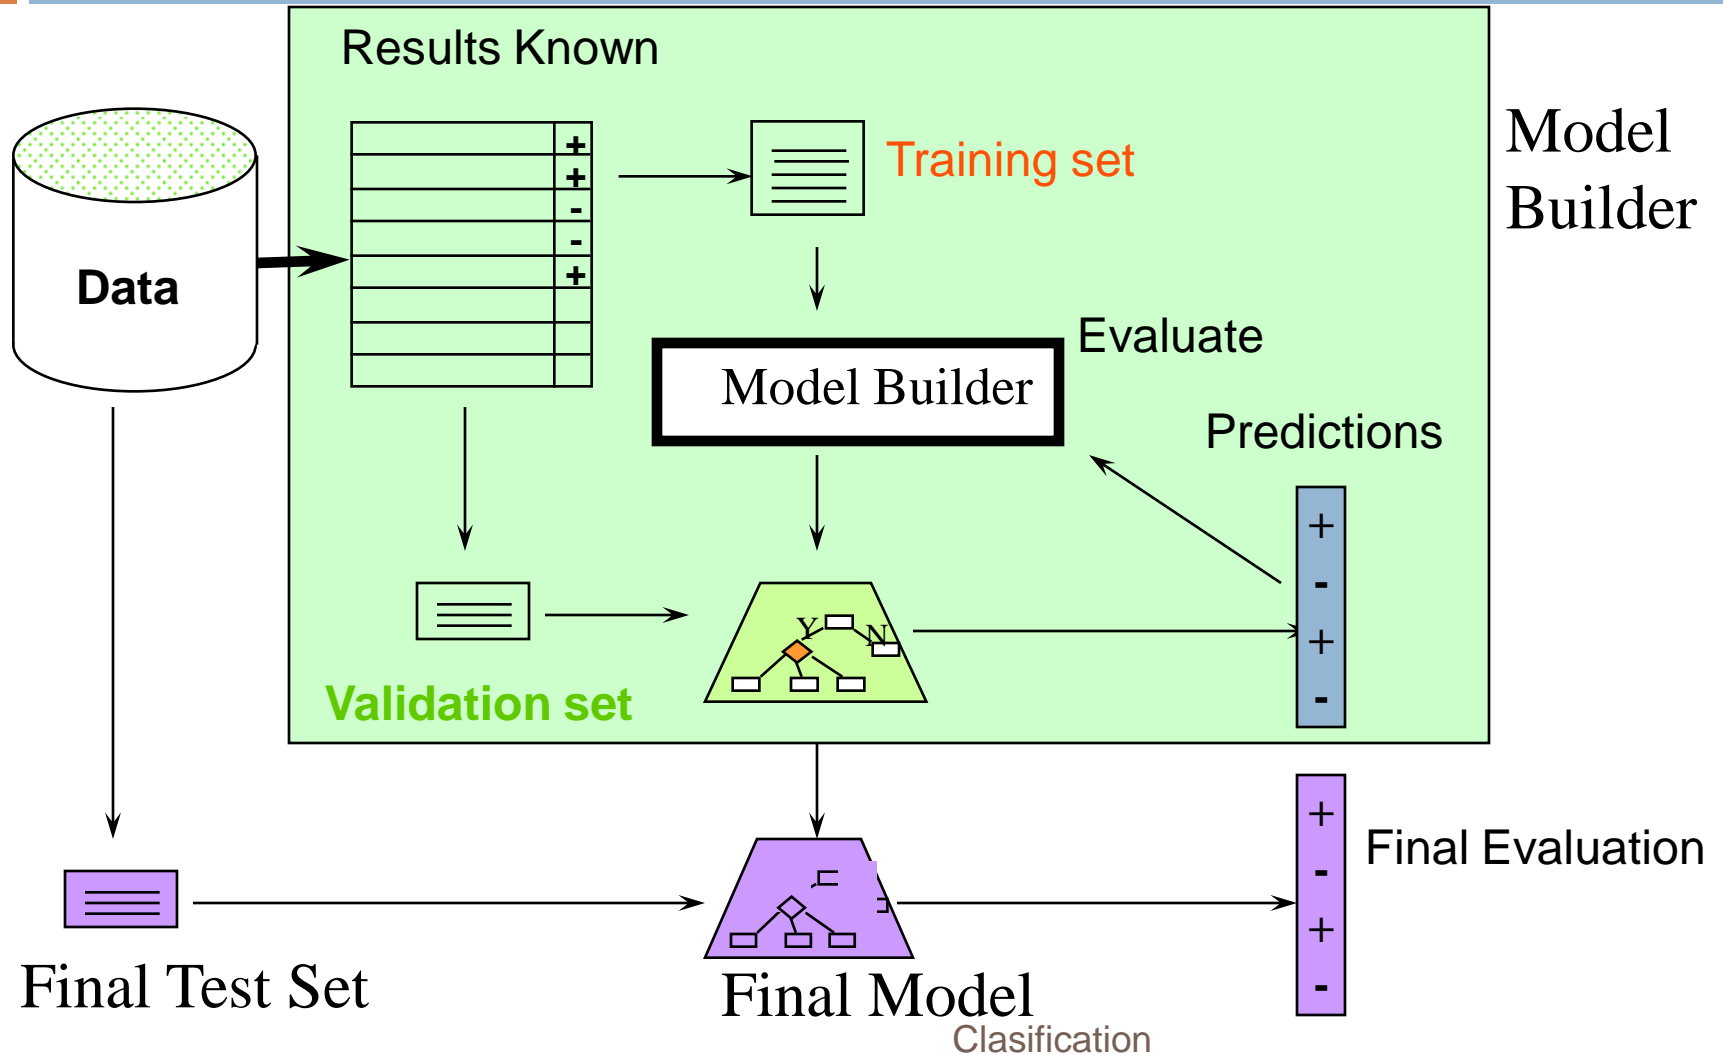 Results Known
Model
Builder
+
+
-
-
+
Training set
Data
Evaluate
Model Builder
Predictions
+
-
+
-
Y
N
Validation set
+
-
+
-
Final Evaluation
Final Test Set
Final Model
Clasification